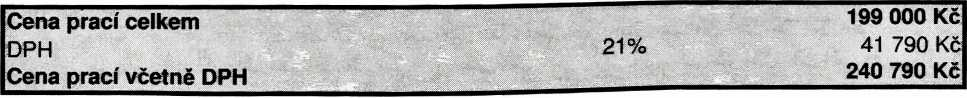 Cena prací celkem 199 000 Kč
DPH 21% 41 790 Kč
Cena prací včetně DPH 240 790 Kč